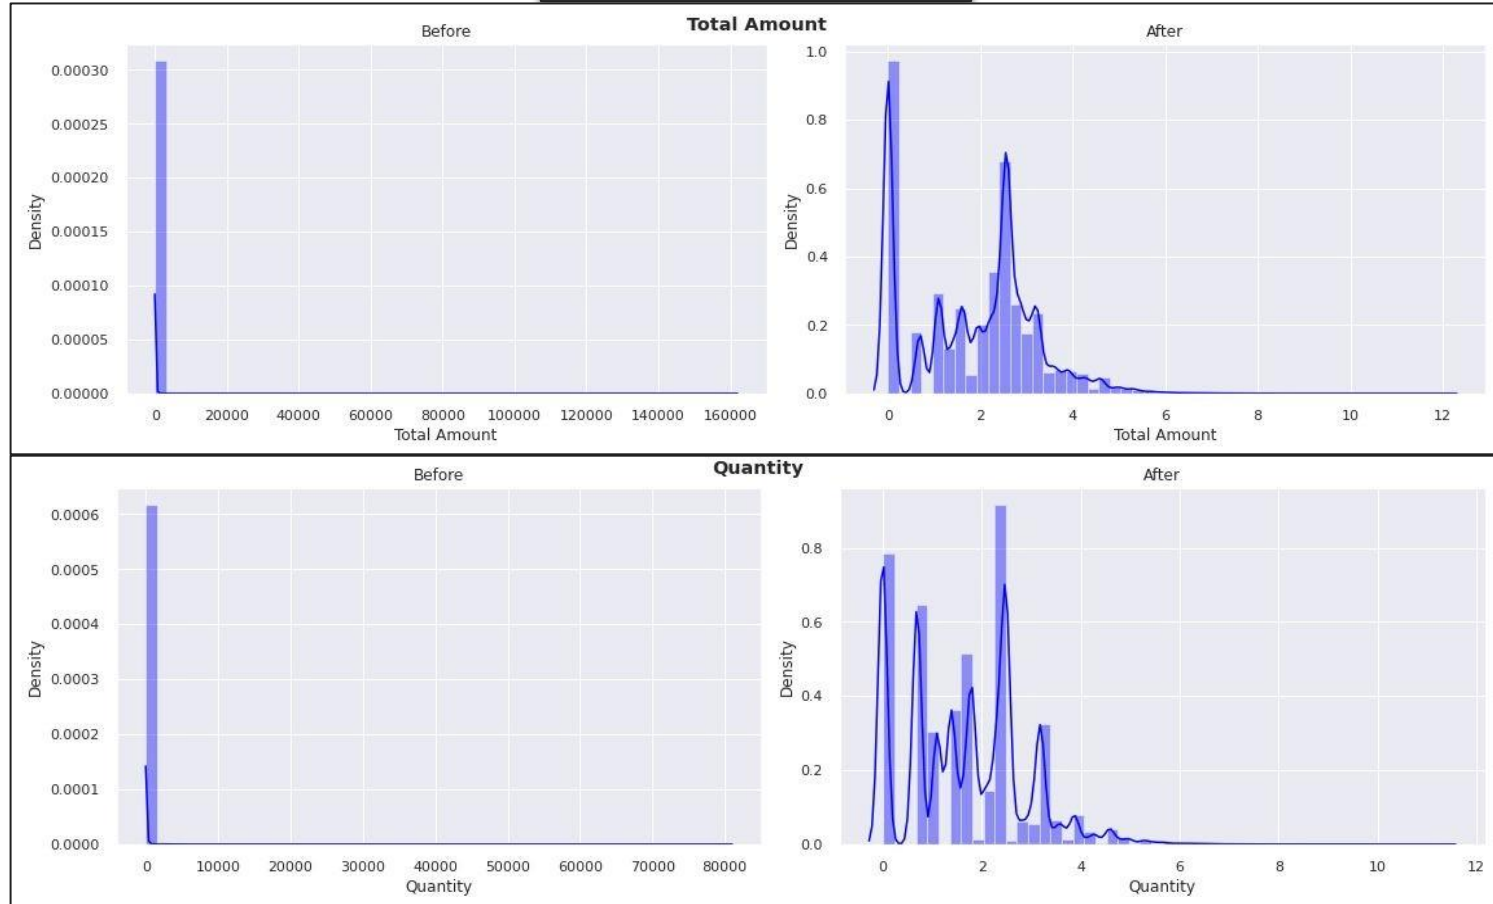 Total Amount
Before
After
0.00030
0.00025
0.00020
0.00015
0.00010
0.00005
0.00000
Density
0 20000 40000 60000 80000 100000 120000 140000 160000
Total Amount
1.0
0.8
0.6
0.4
0.2
0.0
Density
0 2 4 6 8 10 12
Total Amount
Quantity
Before
After
0.0006
0.0005
0.0004
0.0003
0.0002
0.0001
0.0000
Density
0 10000 20000 30000 40000 50000 60000 70000 80000
Quantity
0.8
0.6
0.4
0.2
0.0
Density
0 2 4 6 8 10 12
Quantity